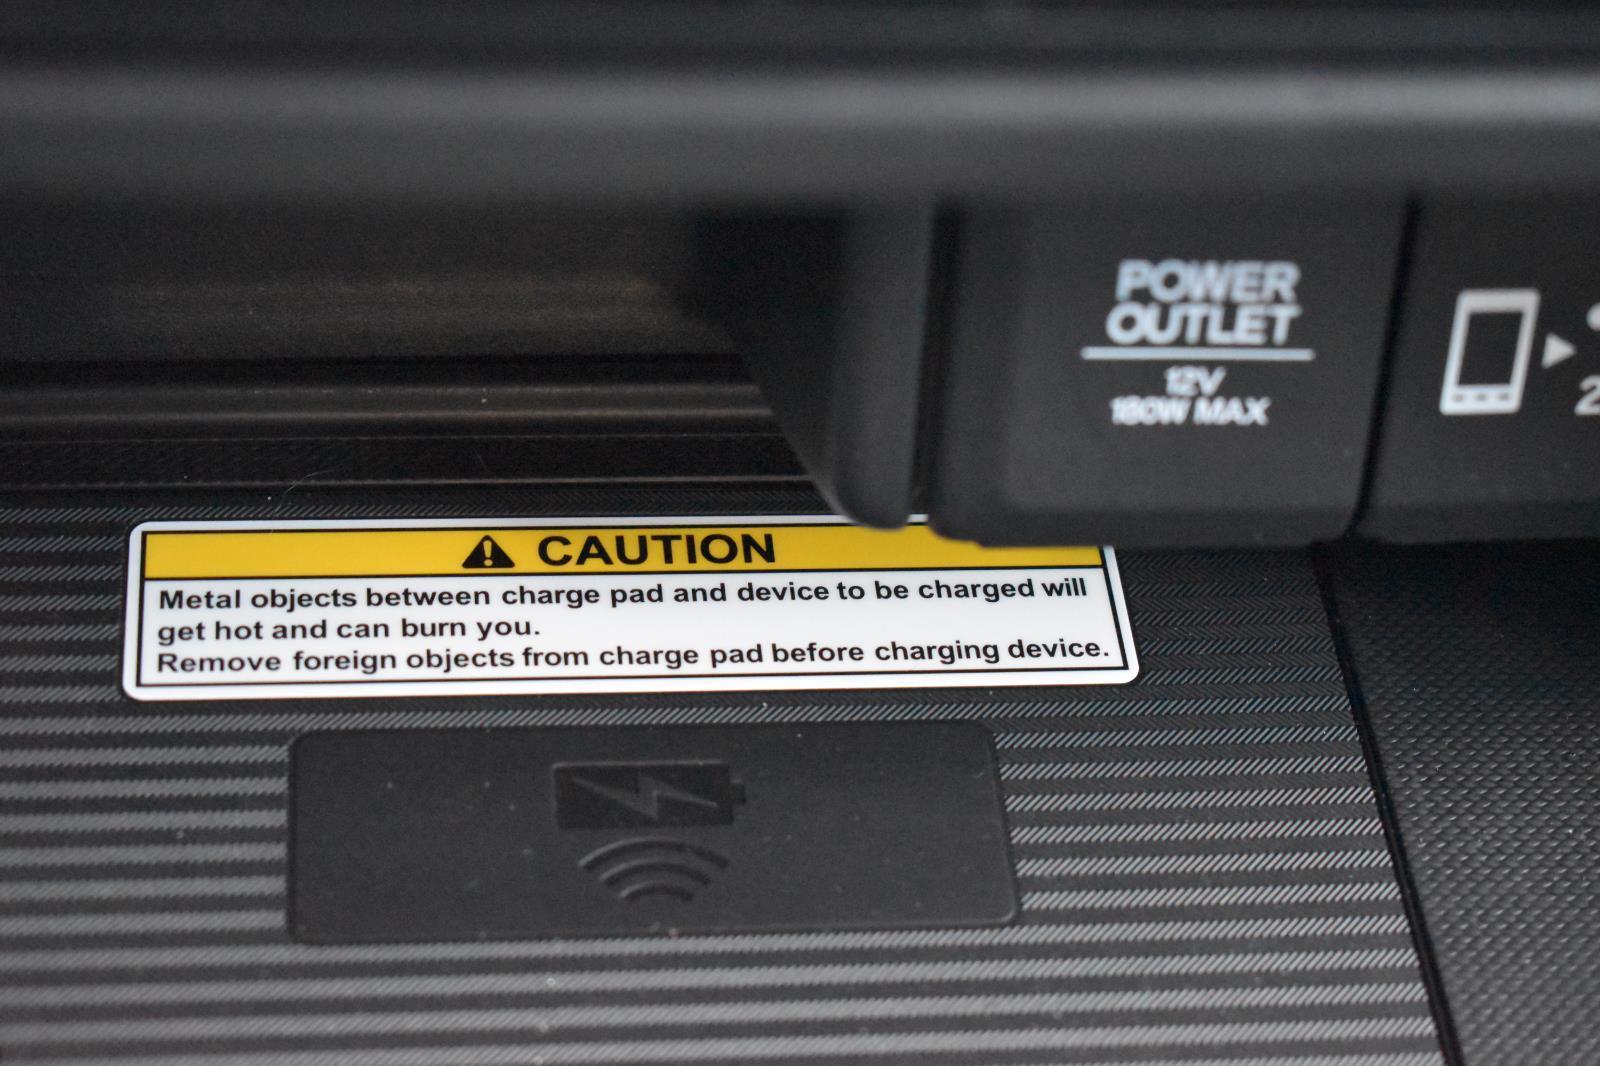 POWER
OUTLET
12V
180W MAX
2
CAUTION
Metal objects between charge pad and device to be charged will
get hot and can burn you.
Remove foreign objects from charge pad before charging device.